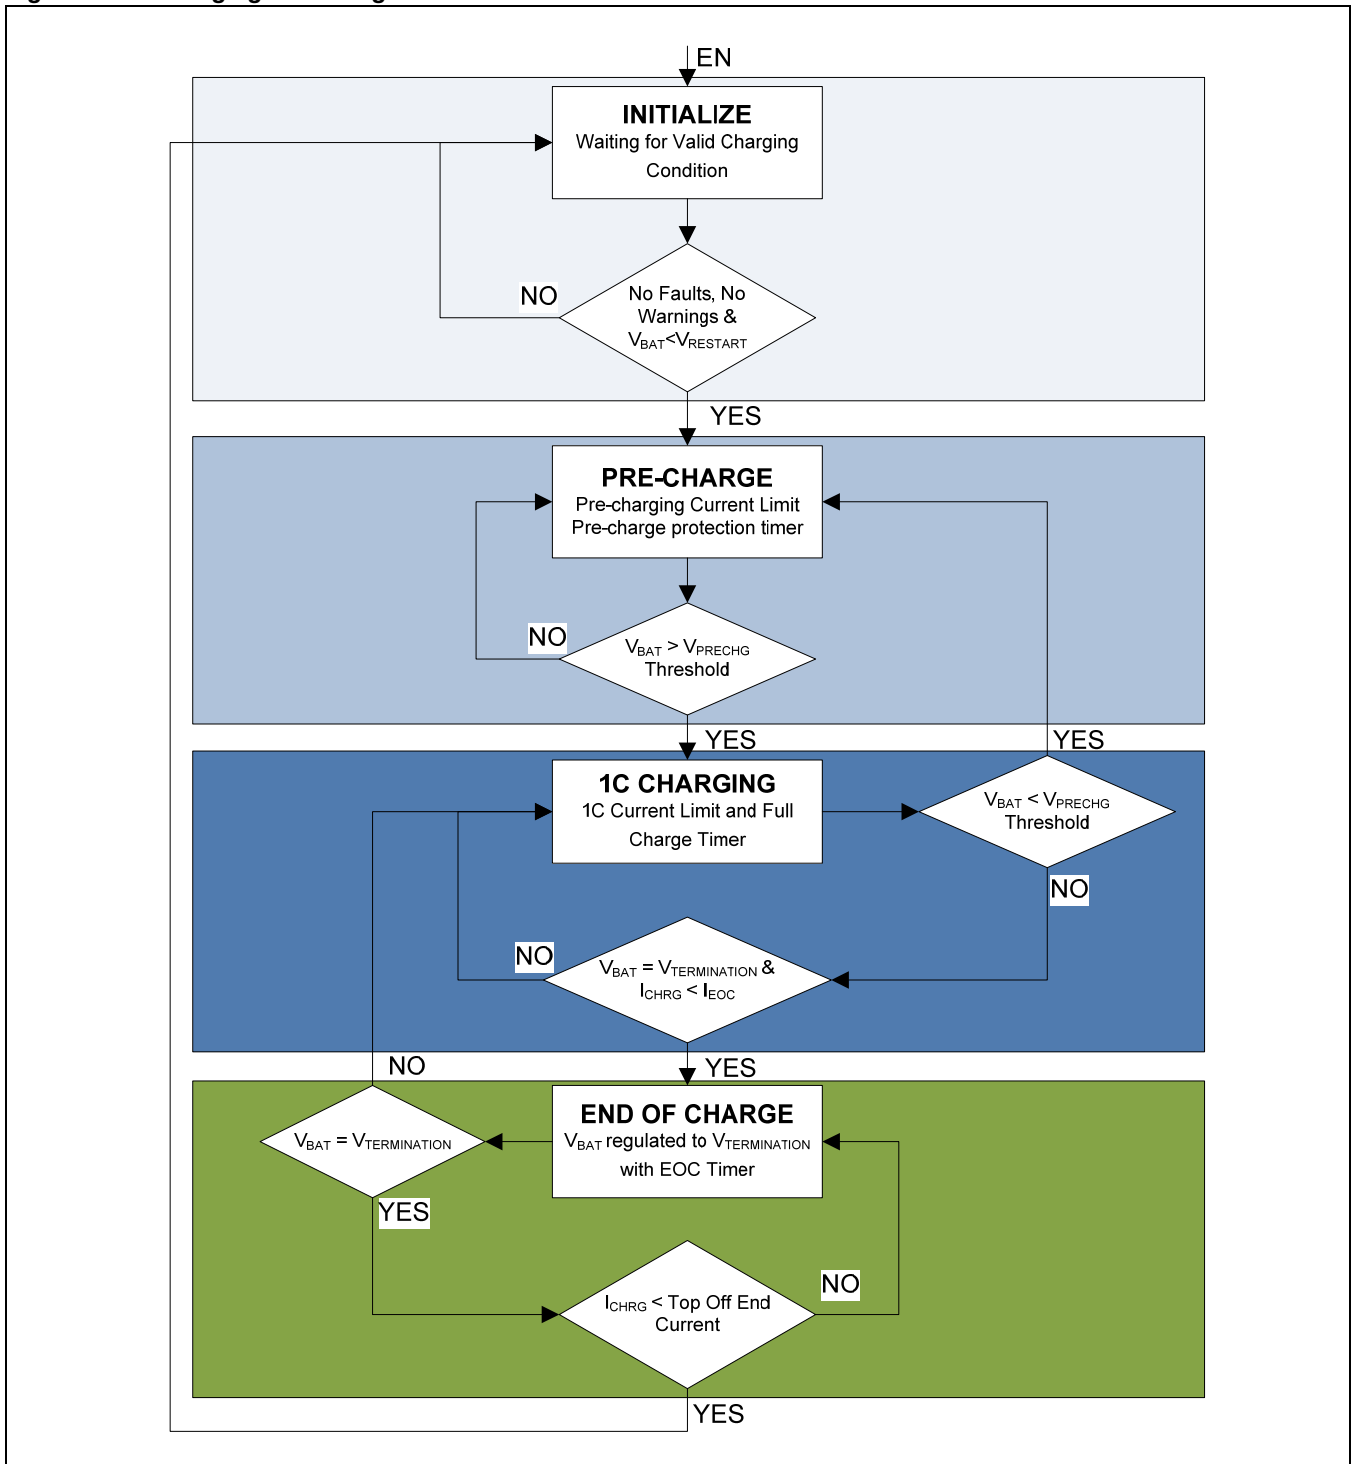 EN
INITIALIZE
Waiting for Valid Charging
Condition
NO
No Faults, No
Warnings &
VBAT<VRESTART
YES
PRE-CHARGE
Pre-charging Current Limit
Pre-charge protection timer
NO
VBAT > VPRECHG
Threshold
YES
YES
1C CHARGING
1C Current Limit and Full
Charge Timer
VBAT < VPRECHG
Threshold
NO
NO
VBAT = VTERMINATION &
ICHRG < IEOC
NO
YES
END OF CHARGE
VBAT regulated to VTERMINATION
with EOC Timer
VBAT = VTERMINATION
YES
NO
ICHRG < Top Off End
Current
YES